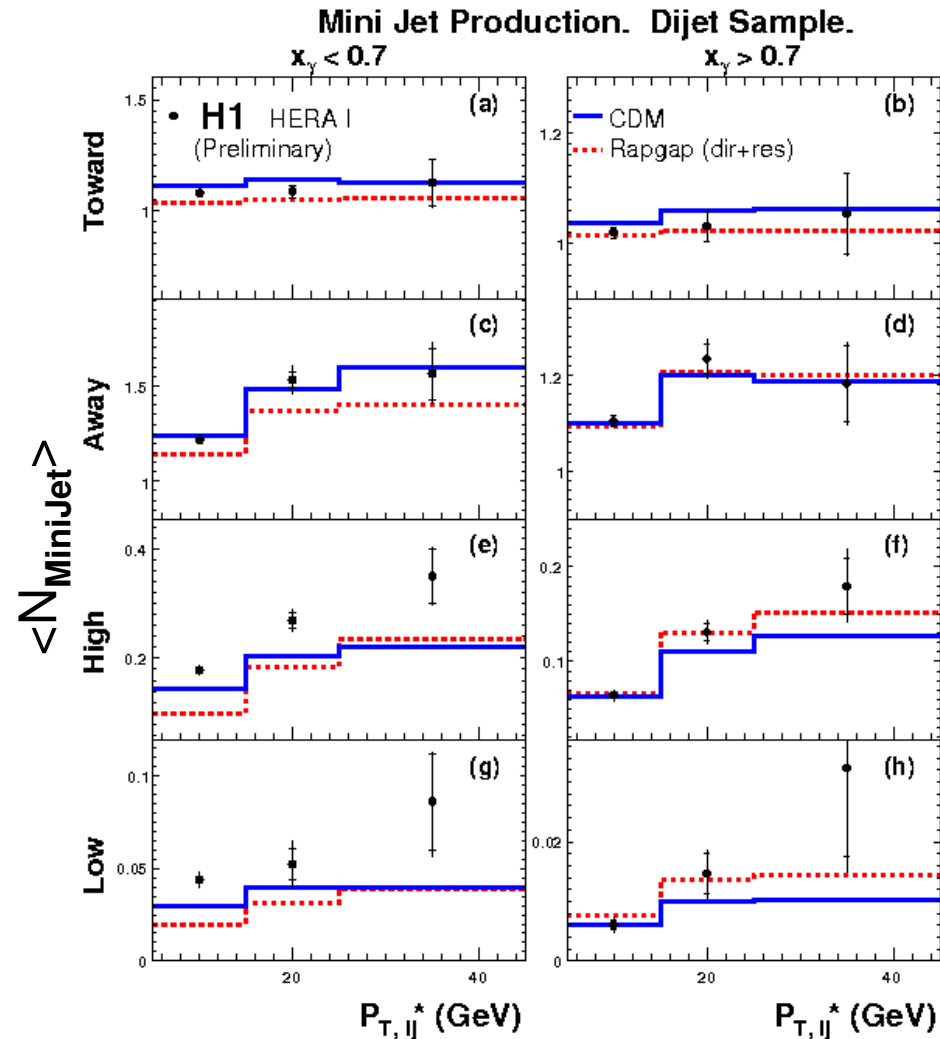 Mini Jet Production. Dijet Sample.
xγ < 0.7
xγ > 0.7
Toward
1.5
1
(a)
H1 HERA I
(Preliminary)
1.2
1
(b)
CDM
Rapgap (dir+res)
Away
1.5
1
(c)
1.2
1
(d)
<N_MiniJet>
High
0.4
0.2
(e)
0.2
0.1
(f)
Low
0.1
0.05
0
(g)
0.02
0
(h)
20
40
20
40
P_T, lj* (GeV)
P_T, lj* (GeV)